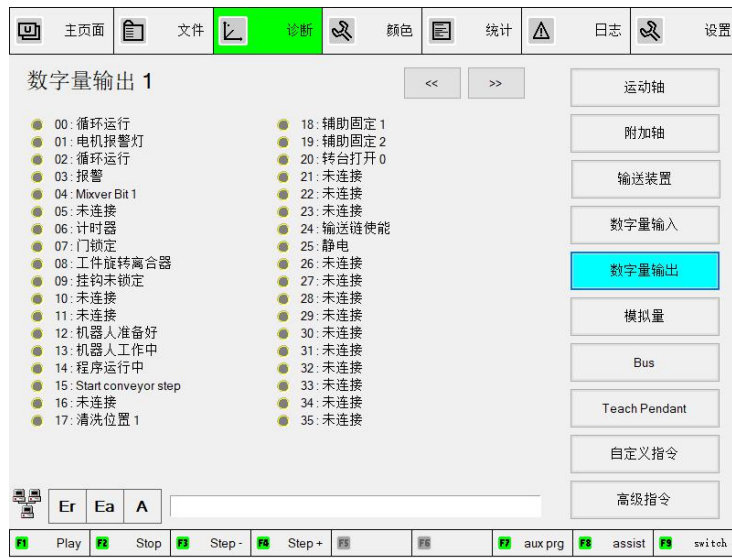 主页面 文件 诊断 颜色 统计 日志 设置
数字量输出 1 << >>
00: 循环运行
01: 电机报警灯
02: 循环运行
03: 报警
04: Mixver Bit 1
05: 未连接
06: 计时器
07: 门锁定
08: 工件旋转离合器
09: 挂钩未锁定
10: 未连接
11: 未连接
12: 机器人准备好
13: 机器人工作中
14: 程序运行中
15: Start conveyor step
16: 未连接
17: 清洗位置 1
18: 辅助固定 1
19: 辅助固定 2
20: 转台打开 0
21: 未连接
22: 未连接
23: 未连接
24: 输送链使能
25: 静电
26: 未连接
27: 未连接
28: 未连接
29: 未连接
30: 未连接
31: 未连接
32: 未连接
33: 未连接
34: 未连接
35: 未连接
运动轴
附加轴
输送装置
数字量输入
数字量输出
模拟量
Bus
Teach Pendant
自定义指令
高级指令
Er Ea A
F1 Play F2 Stop F3 Step - F4 Step + F5 F6 F7 aux prg F8 assist F9 switch